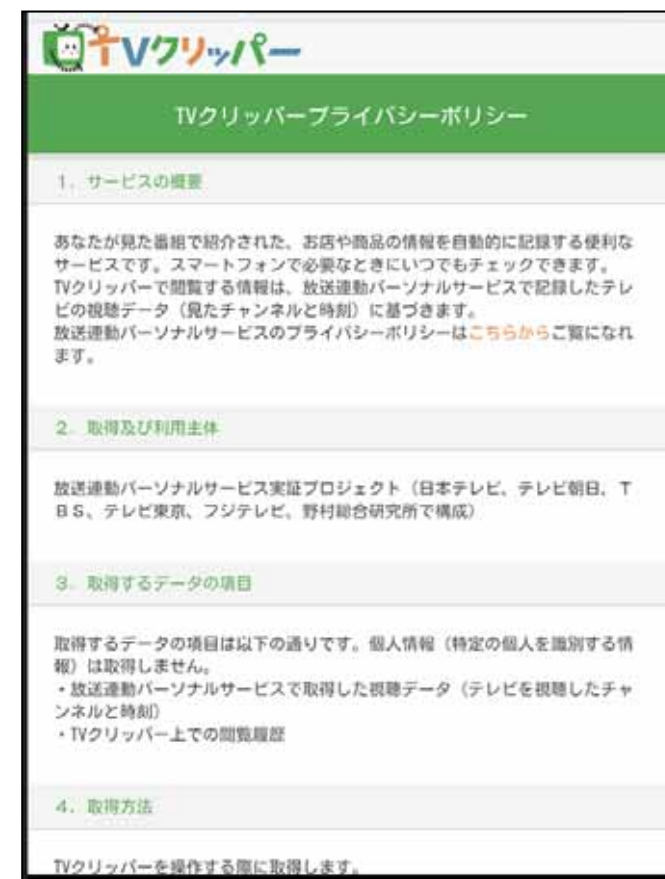 TVクリッパー
TVクリッパープライバシーポリシー
1. サービスの概要
あなたが見た番組で紹介された、お店や商品の情報を自動的に記録する便利な
サービスです。スマートフォンで必要なときにいつでもチェックできます。
TVクリッパーで閲覧する情報は、放送連動パーソナルサービスで記録したテレ
ビの視聴データ（見たチャンネルと時刻）に基づきます。
放送連動パーソナルサービスのプライバシーポリシーはこちらからご覧になれ
ます。
2. 取得及び利用主体
放送連動パーソナルサービス実証プロジェクト（日本テレビ、テレビ朝日、Ｔ
ＢＳ、テレビ東京、フジテレビ、野村総合研究所で構成）
3. 取得するデータの項目
取得するデータの項目は以下の通りです。個人情報（特定の個人を識別する情
報）は取得しません。
・放送連動パーソナルサービスで取得した視聴データ（テレビを視聴したチャ
ンネルと時刻）
・TVクリッパー上での閲覧履歴
4. 取得方法
TVクリッパーを操作する際に取得します。